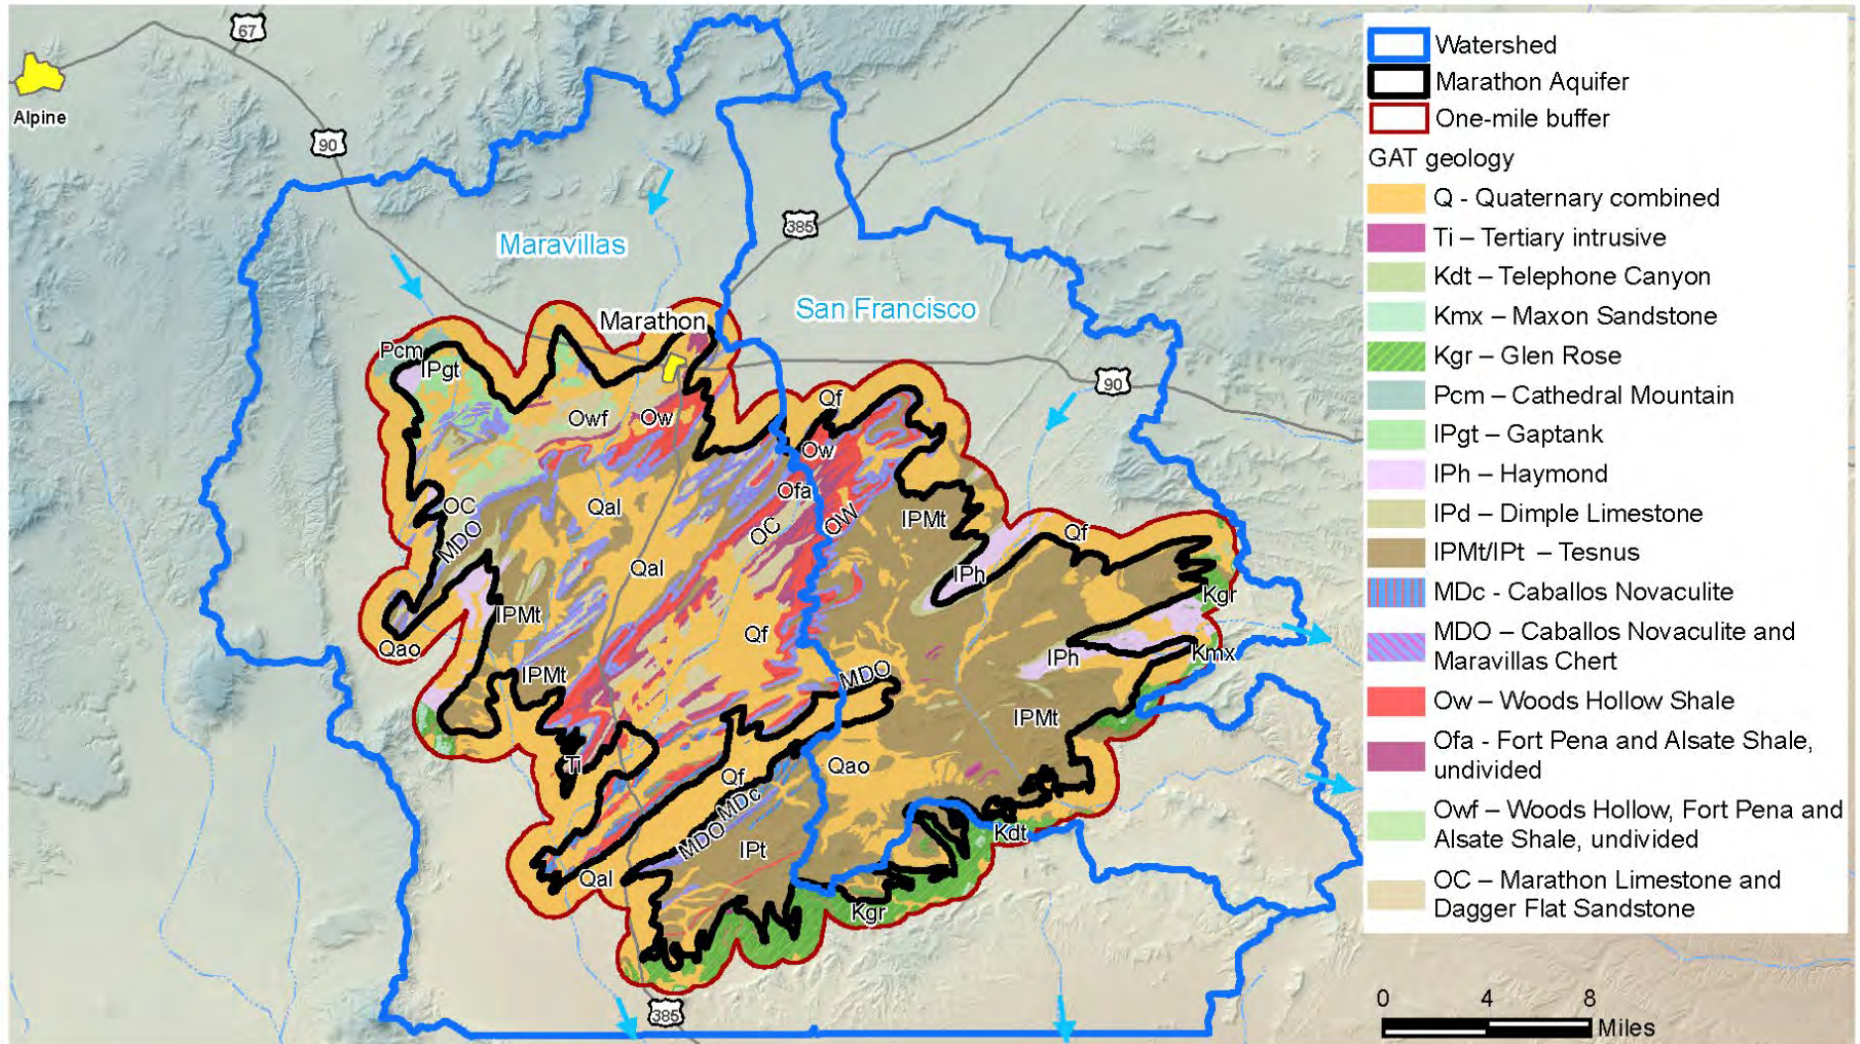 67
Alpine
90
385
Maravillas
San Francisco
Marathon
Pcm
IPgt
90
Qf
Owf
Ow
Ow
Ofa
OC
Qal
OC
OW
IPMt
Qf
MDO
Qal
IPh
Kgr
IPMt
Qao
Qf
IPh
Kmx
IPMt
MDO
IPMt
Ti
Qf
Qao
MDc
MDO
Kdt
IPt
Qal
Kgr
385
Watershed
Marathon Aquifer
One-mile buffer
GAT geology
Q - Quaternary combined
Ti – Tertiary intrusive
Kdt – Telephone Canyon
Kmx – Maxon Sandstone
Kgr – Glen Rose
Pcm – Cathedral Mountain
IPgt – Gaptank
IPh – Haymond
IPd – Dimple Limestone
IPMt/IPt – Tesnus
MDc - Caballos Novaculite
MDO – Caballos Novaculite and
Maravillas Chert
Ow – Woods Hollow Shale
Ofa - Fort Pena and Alsate Shale,
undivided
Owf – Woods Hollow, Fort Pena and
Alsate Shale, undivided
OC – Marathon Limestone and
Dagger Flat Sandstone
0 4 8
Miles